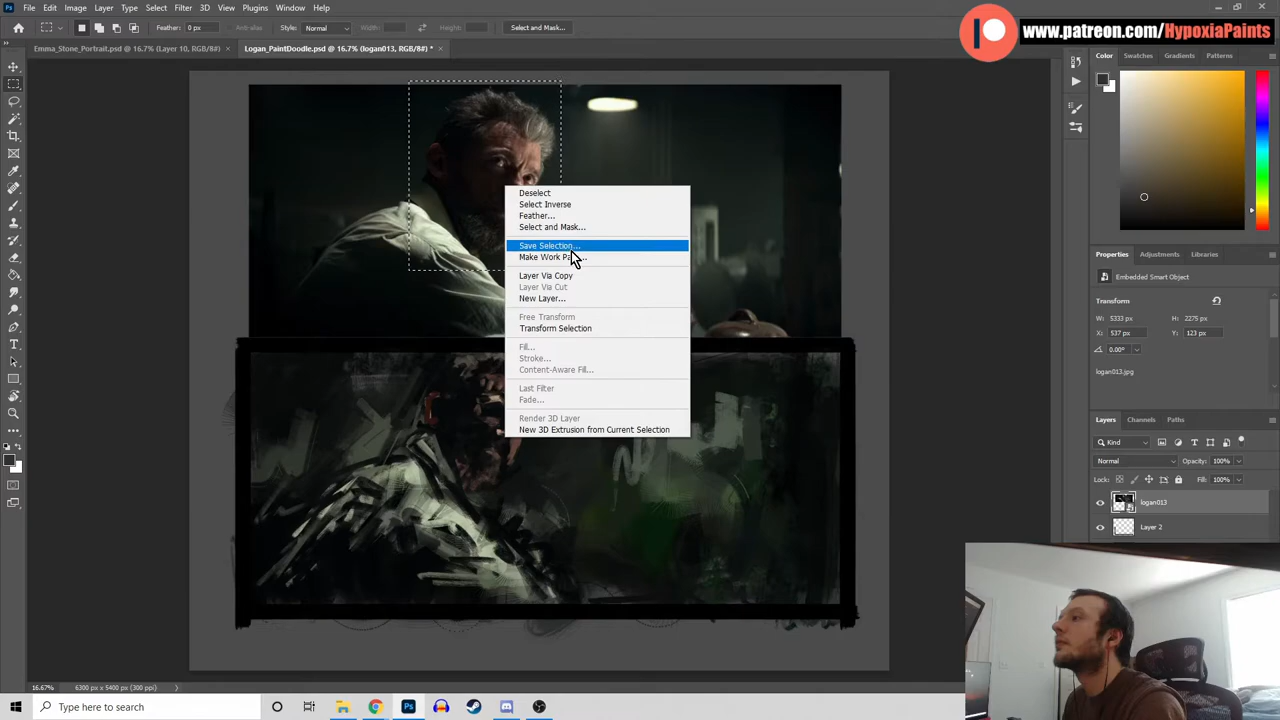 Ps File Edit Image Layer Type Select Filter 3D View Plugins Window Help
Feather: 0 px Anti-alias Style: Normal Width: Height: Select and Mask...
www.patreon.com/HypoxiaPaints
Emma_Stone_Portrait.psd @ 16.7% (Layer 10, RGB/8#) × Logan_PaintDoodle.psd @ 16.7% (logan013, RGB/8#) * ×
Color Swatches Gradients Patterns
Deselect
Select Inverse
Feather...
Select and Mask...
Save Selection...
Make Work
Layer Via Copy
Layer Via Cut
New Layer...
Free Transform
Transform Selection
Fill...
Stroke...
Content-Aware Fill...
Last Filter
Fade...
Render 3D Layer
New 3D Extrusion from Current Selection
Properties Adjustments Libraries
Embedded Smart Object
Transform
W: 5333 px H: 2275 px
X: 537 px Y: 123 px
0.00°
logan013.jpg
Layers Channels Paths
Kind
Normal Opacity: 100%
Lock: Fill: 100%
logan013
Layer 2
16.67% 6300 px x 5400 px (300 ppi)
Type here to search
Ps